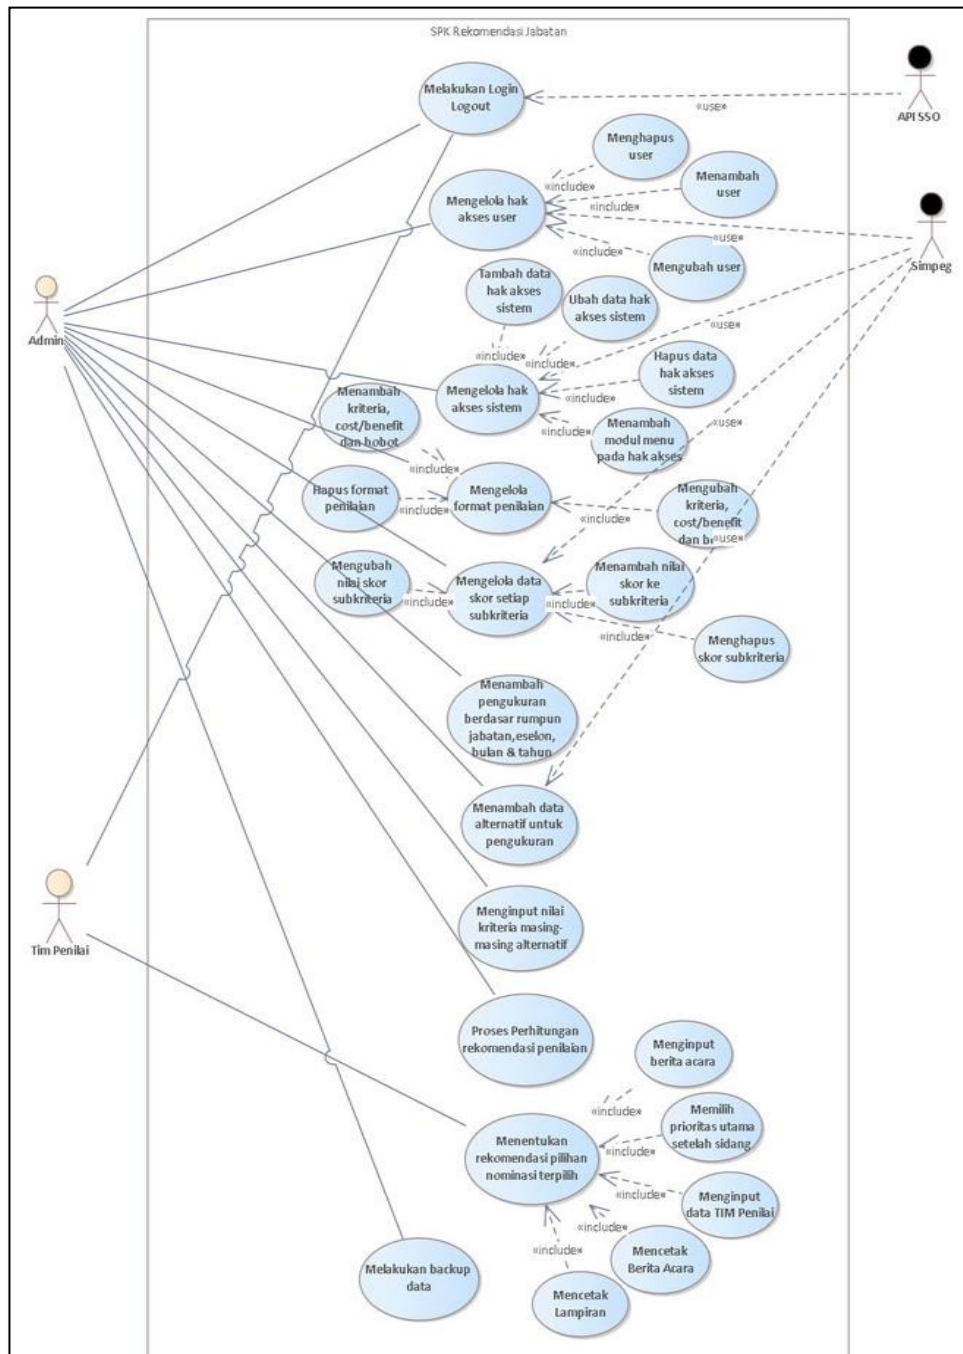 SPK Rekomendasi Jabatan
Melakukan Login
Logout
«use»
API SSO
Menghapus
user
«include»
Menambah
user
«include»
Mengelola hak
akses user
«use»
Mengubah user
Simpeg
Admin
Tambah data
hak akses
sistem
Ubah data hak
akses sistem
«use»
«include»
«include»
Hapus data
hak akses
sistem
Mengelola hak
akses sistem
«include»
Menambah
kriteria,
cost/benefit
dan bobot
Menambah
modul menu
pada hak akses
«use»
«include»
Hapus format
penilaian
«include»
Mengelola
format penilaian
«include»
Mengubah
kriteria,
cost/benefit
«use»
Mengubah
nilai skor
subkriteria
«include»
Mengelola data
skor setiap
subkriteria
«include»
Menambah nilai
skor ke
subkriteria
«include»
Menghapus
skor subkriteria
Menambah
pengukuran
berdasar rumpun
jabatan,eselon,
bulan & tahun
Menambah data
alternatif untuk
pengukuran
Tim Penilai
Menginput nilai
kriteria masing-
masing alternatif
Proses Perhitungan
rekomendasi penilaian
Menginput
berita acara
«include»
Menentukan
rekomendasi pilihan
nominasi terpilih
«include»
Memilih
prioritas utama
setelah sidang
«include»
Menginput
data TIM Penilai
«include»
Mencetak
Berita Acara
«include»
Mencetak
Lampiran
Melakukan backup
data